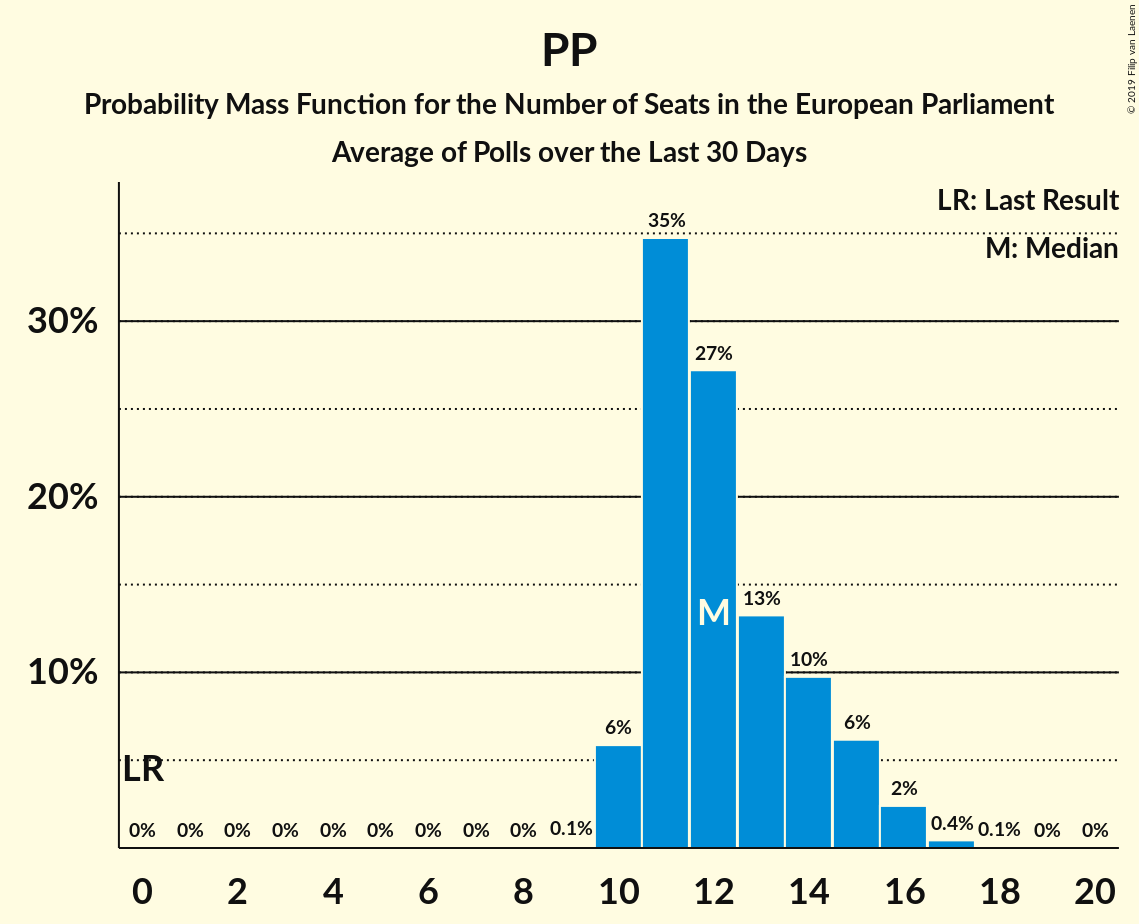 PP
Probability Mass Function for the Number of Seats in the European Parliament
Average of Polls over the Last 30 Days
© 2019 Filip van Laenen
LR: Last Result
M: Median
35%
30%
27%
20%
M
13%
10%
10%
6%
6%
LR
2%
0% 0% 0% 0% 0% 0% 0% 0% 0% 0.1% 0.4% 0.1% 0% 0%
0 2 4 6 8 10 12 14 16 18 20